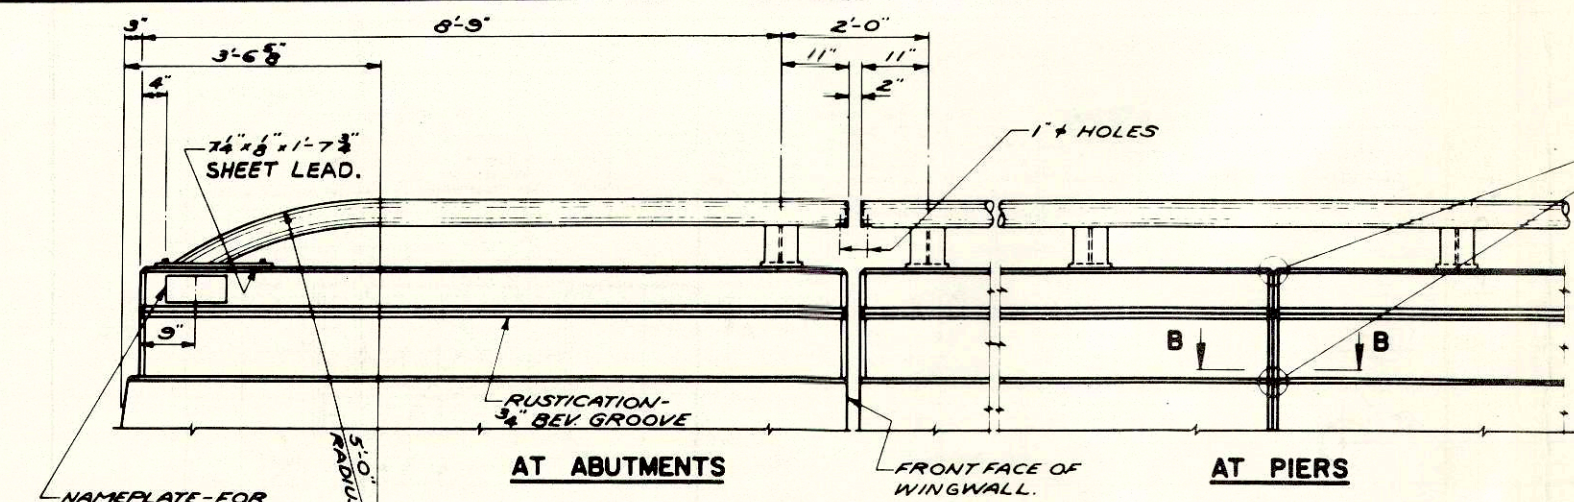 3" 8'-9" 2'-0"
3'-6 5/8" 11" 11"
4" 2"
7 1/4" x 1/8" x 1'-7 3/4"
SHEET LEAD.
1" ϕ HOLES
9"
B B
RUSTICATION-
3/4" BEV. GROOVE
5'-0"
AT ABUTMENTS
FRONT FACE OF
WINGWALL.
AT PIERS
NAMEPLATE-FOR